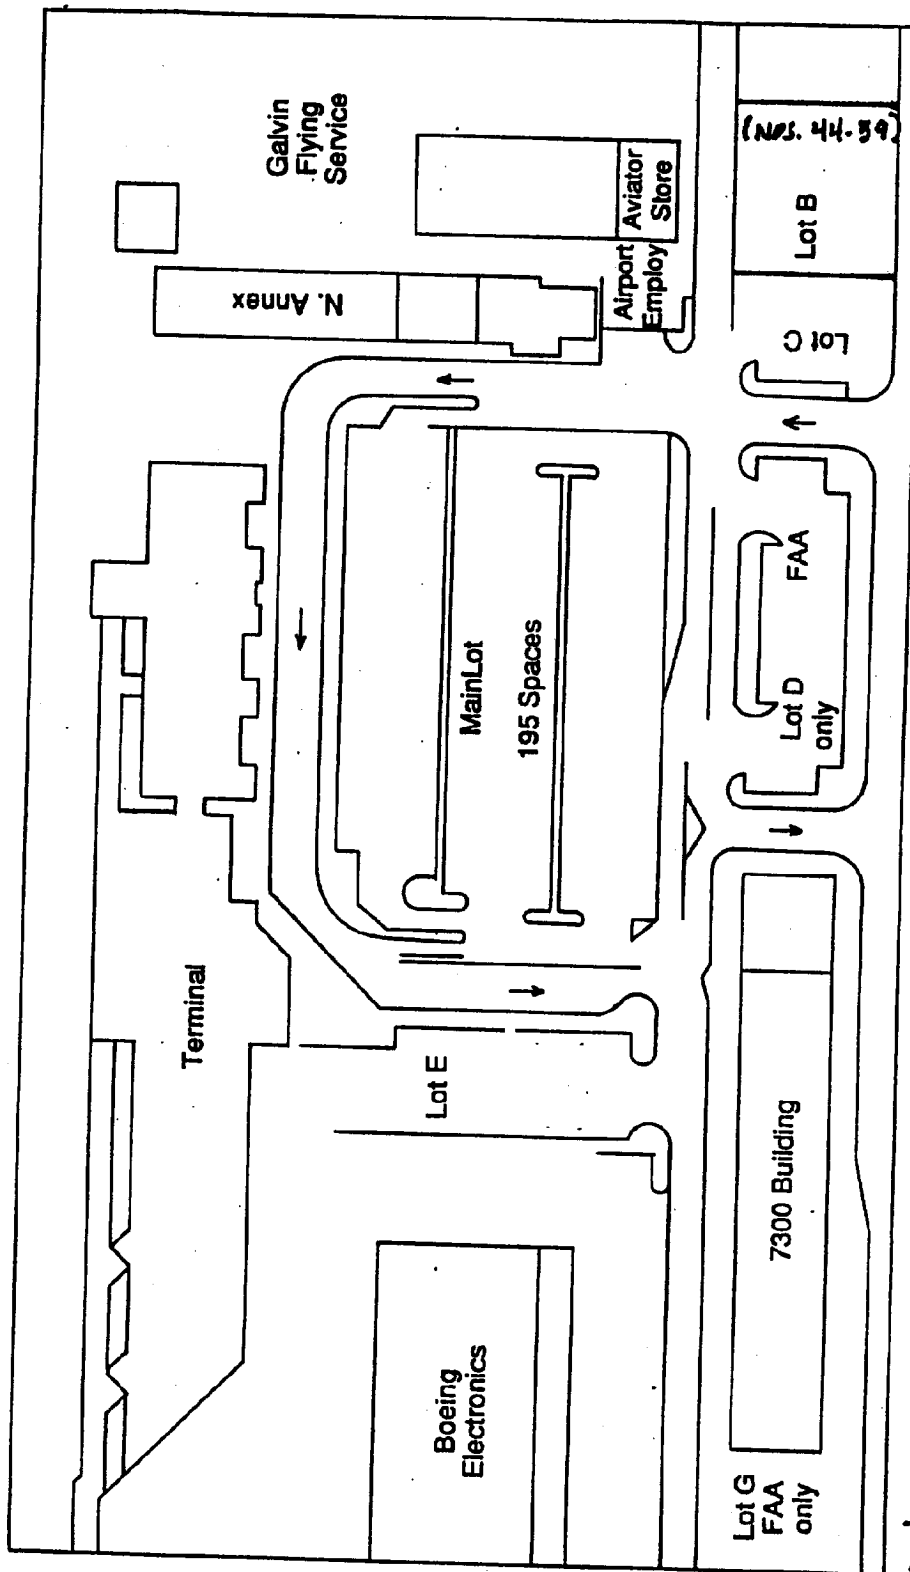 Galvin
Flying
Service
N. Annex
Aviator
Store
Airport
Employ
(NOS. 44-59)
Lot B
Lot C
Terminal
MainLot
195 Spaces
Lot D FAA
only
Lot E
Boeing
Electronics
7300 Building
Lot G
FAA
only